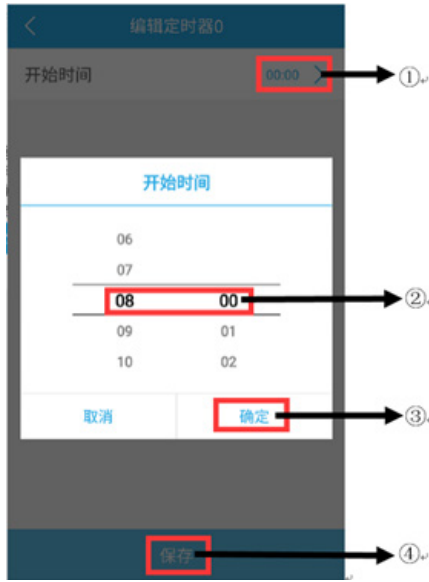 编辑定时器0
开始时间 00:00 ①
开始时间
06
07
08 00 ②
09 01
10 02
取消 确定 ③
保存 ④